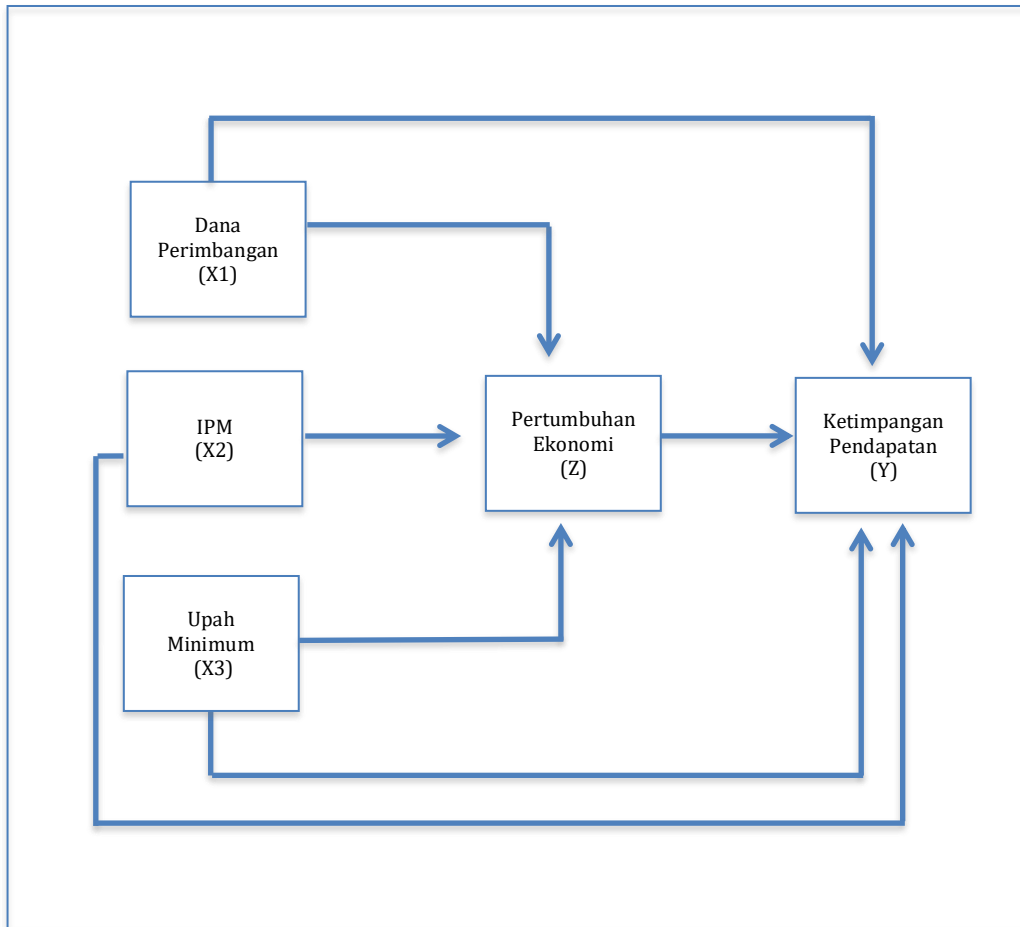 Dana
Perimbangan
(X1)
IPM
(X2)
Pertumbuhan
Ekonomi
(Z)
Ketimpangan
Pendapatan
(Y)
Upah
Minimum
(X3)